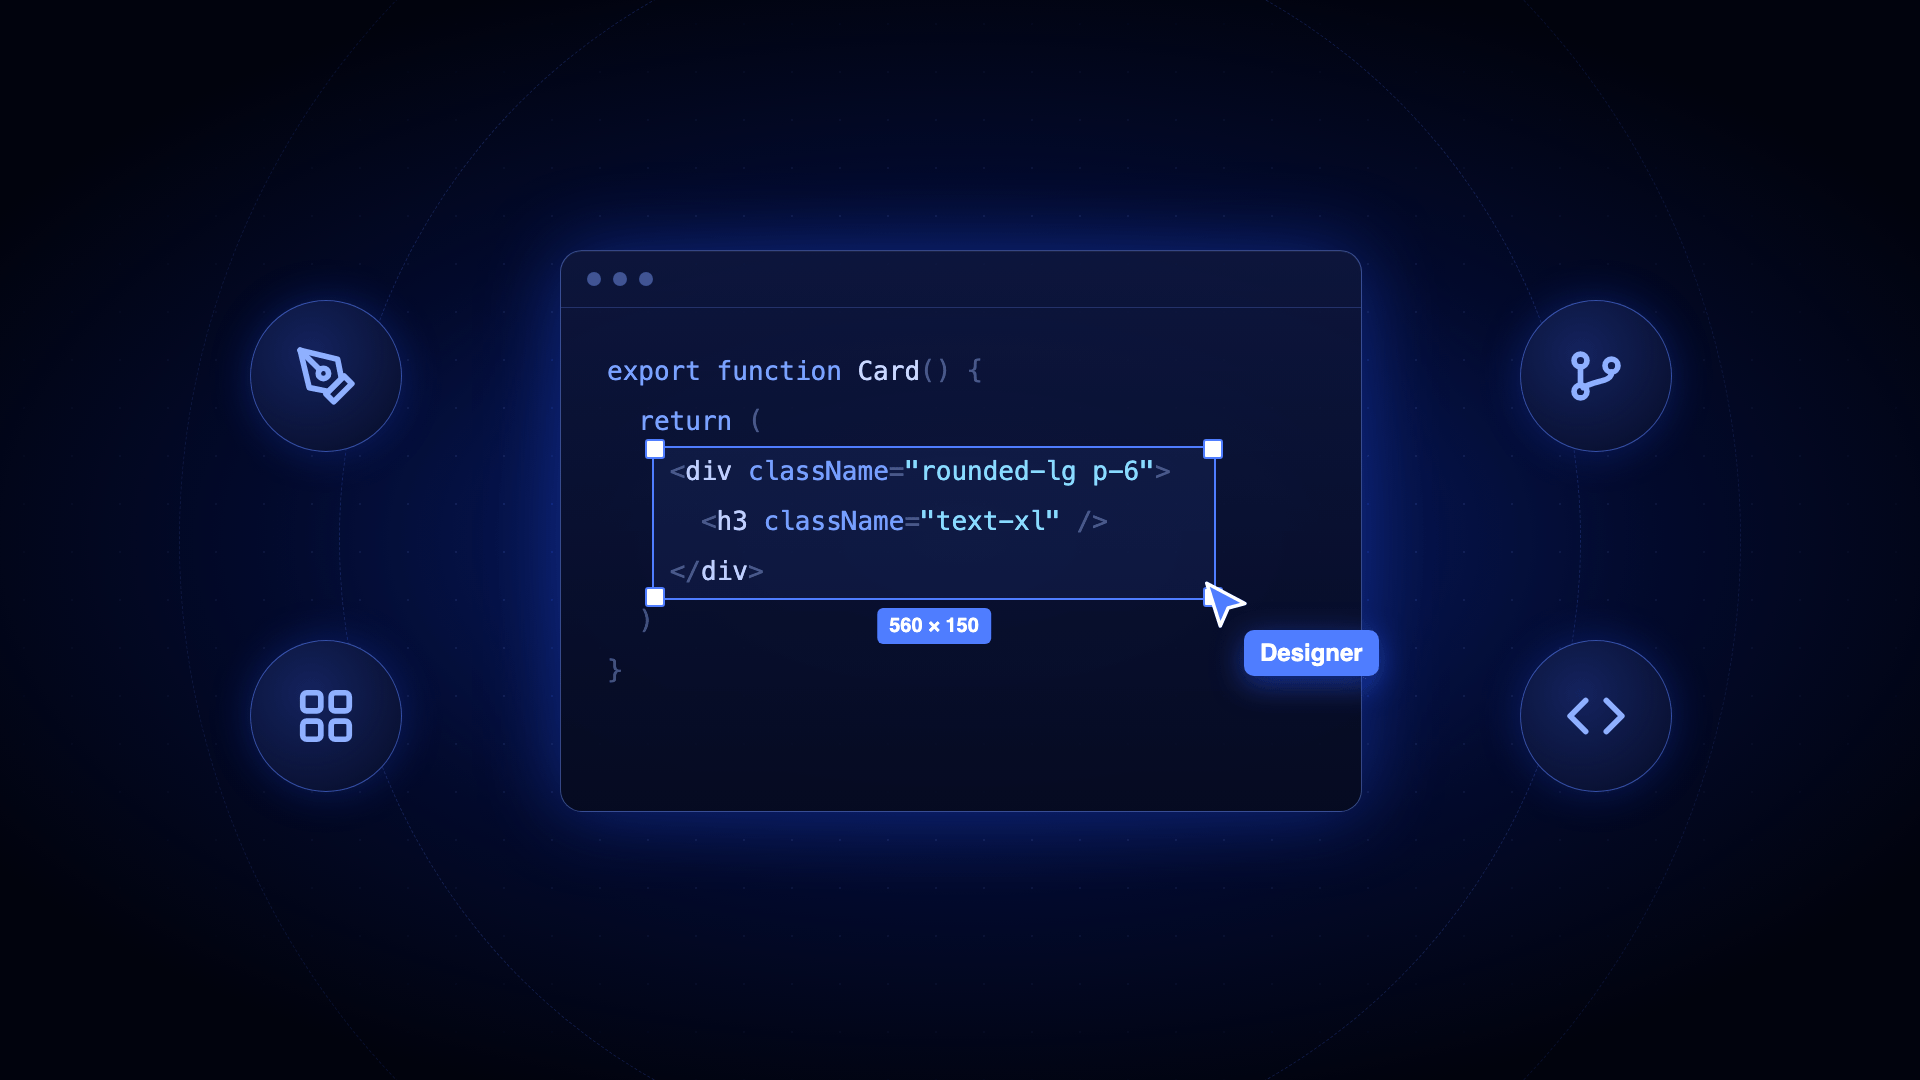 export function Card() {
return (
<div className="rounded-lg p-6">
<h3 className="text-xl" />
</div>
)
560 × 150
Designer
}